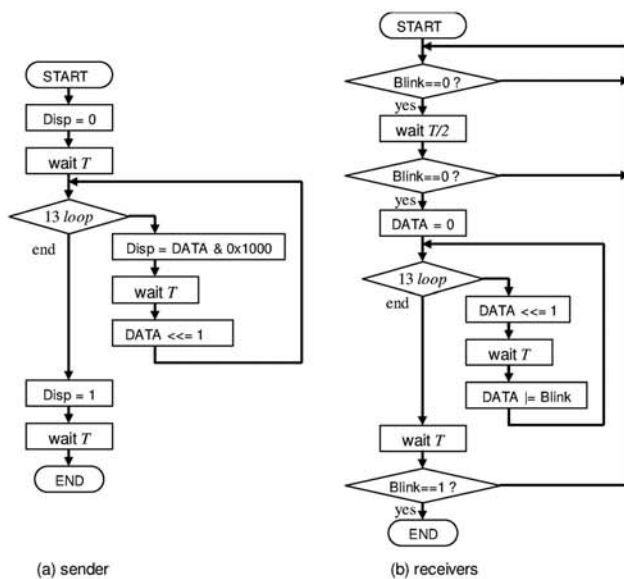 START
Disp = 0
wait T
13 loop
end
Disp = DATA & 0x1000
wait T
DATA <<= 1
Disp = 1
wait T
END
(a) sender
START
Blink==0 ?
yes
wait T/2
Blink==0 ?
yes
DATA = 0
13 loop
end
DATA <<= 1
wait T
DATA |= Blink
wait T
Blink==1 ?
yes
END
(b) receivers